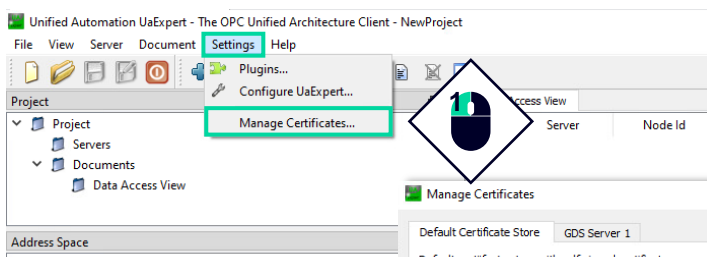 Unified Automation UaExpert - The OPC Unified Architecture Client - NewProject
File View Server Document Settings Help
Plugins...
Configure UaExpert...
Manage Certificates...
1
Project
Access View
Project
Servers
Documents
Data Access View
Server Node Id
Manage Certificates
Default Certificate Store GDS Server 1
Address Space